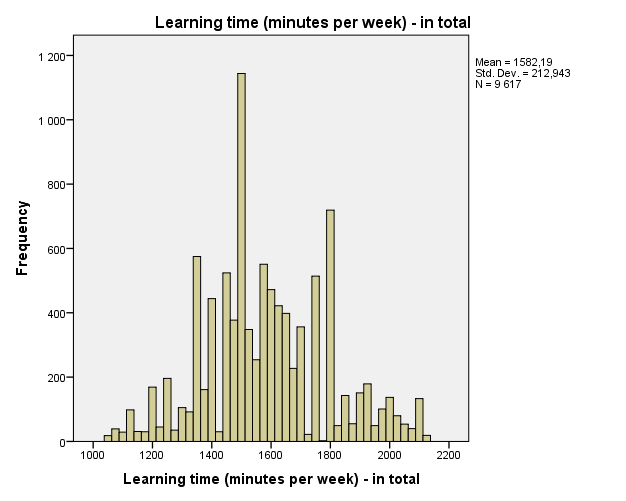 Learning time (minutes per week) - in total
Mean = 1582,19
Std. Dev. = 212,943
N = 9 617
1 200
1 000
800
600
400
200
0
Frequency
1000 1200 1400 1600 1800 2000 2200
Learning time (minutes per week) - in total